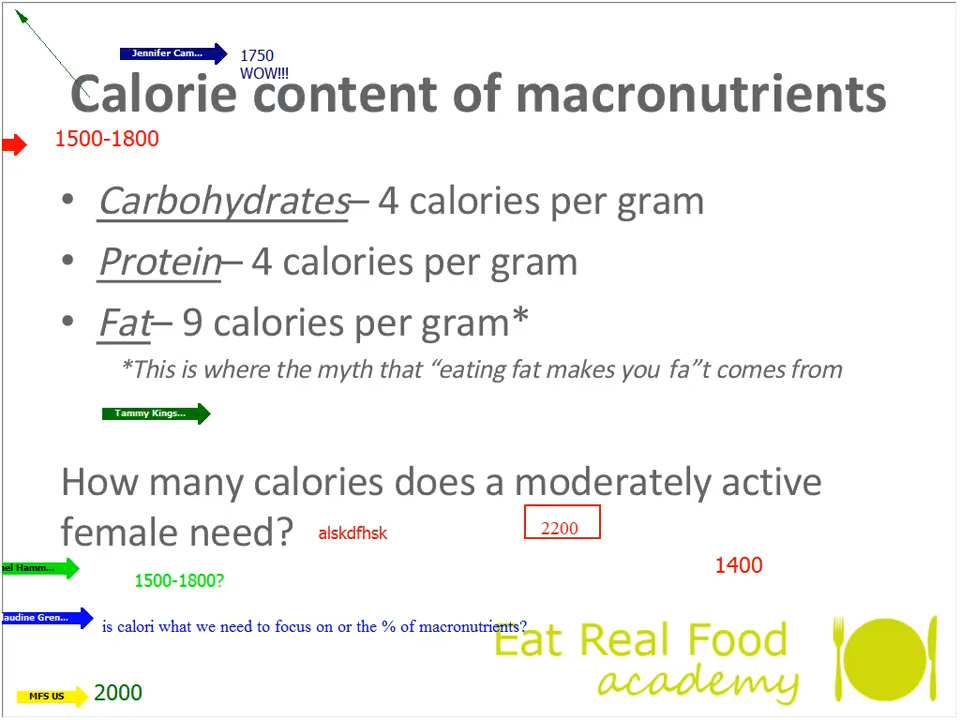 Jennifer Cam...
1750
WOW!!!
Calorie content of macronutrients
1500-1800
• Carbohydrates– 4 calories per gram
• Protein– 4 calories per gram
• Fat– 9 calories per gram*
*This is where the myth that “eating fat makes you fa”t comes from
Tammy Kings...
How many calories does a moderately active
female need?
alskdfhsk
2200
1400
nel Hamm...
1500-1800?
laudine Gren...
is calori what we need to focus on or the % of macronutrients?
Eat Real Food
academy
MFS US
2000